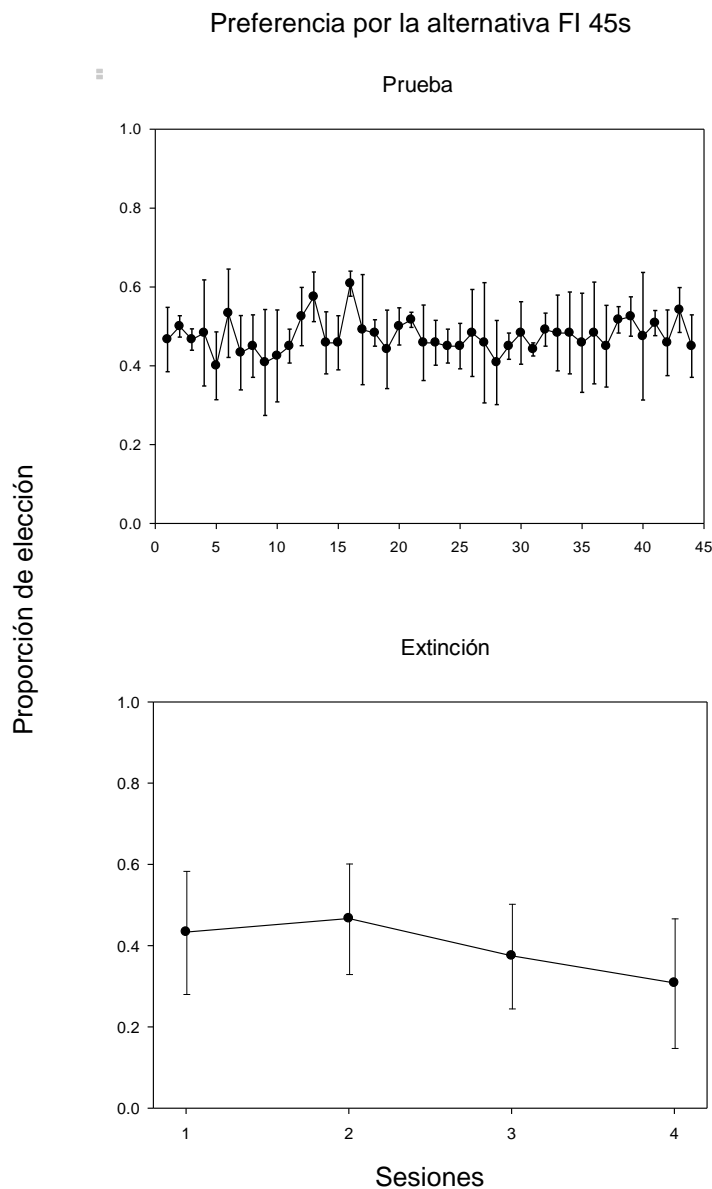 Preferencia por la alternativa FI 45s
Prueba
1.0
0.8
0.6
0.4
0.2
0.0
0 5 10 15 20 25 30 35 40 45
Proporción de elección
Extinción
1.0
0.8
0.6
0.4
0.2
0.0
1 2 3 4
Sesiones